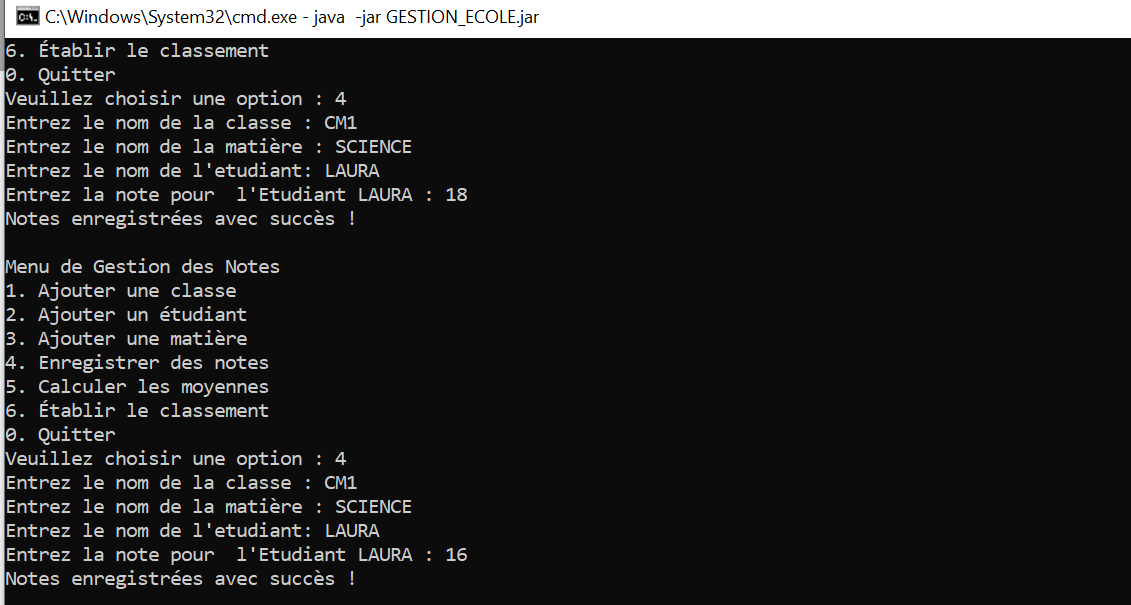 C:\Windows\System32\cmd.exe - java  -jar GESTION_ECOLE.jar
6. Établir le classement
0. Quitter
Veuillez choisir une option : 4
Entrez le nom de la classe : CM1
Entrez le nom de la matière : SCIENCE
Entrez le nom de l'etudiant: LAURA
Entrez la note pour  l'Etudiant LAURA : 18
Notes enregistrées avec succès !

Menu de Gestion des Notes
1. Ajouter une classe
2. Ajouter un étudiant
3. Ajouter une matière
4. Enregistrer des notes
5. Calculer les moyennes
6. Établir le classement
0. Quitter
Veuillez choisir une option : 4
Entrez le nom de la classe : CM1
Entrez le nom de la matière : SCIENCE
Entrez le nom de l'etudiant: LAURA
Entrez la note pour  l'Etudiant LAURA : 16
Notes enregistrées avec succès !